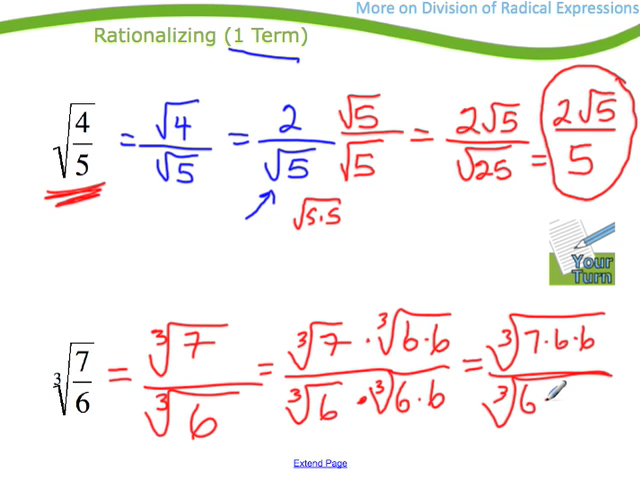 More on Division of Radical Expressions
Rationalizing (1 Term)
√(4/5) = √4/√5 = 2/√5 √5/√5 = 2√5/√25 = 2√5/5
√5·5
Your
Turn
∛(7/6) = ∛7/∛6 = ∛7 · ∛6·6/∛6 · ∛6·6 = ∛7·6·6/∛6
Extend Page